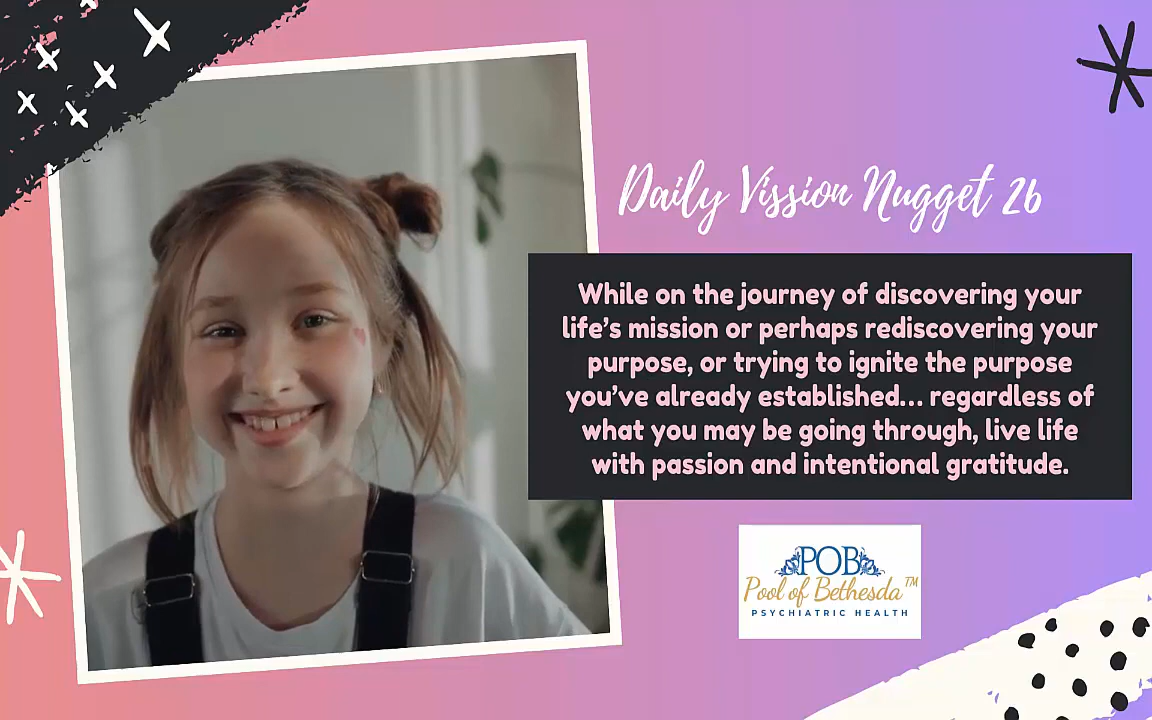 Daily Vission Nugget 26
While on the journey of discovering your
life's mission or perhaps rediscovering your
purpose, or trying to ignite the purpose
you've already established... regardless of
what you may be going through, live life
with passion and intentional gratitude.
POB
Pool of Bethesda™
PSYCHIATRIC HEALTH